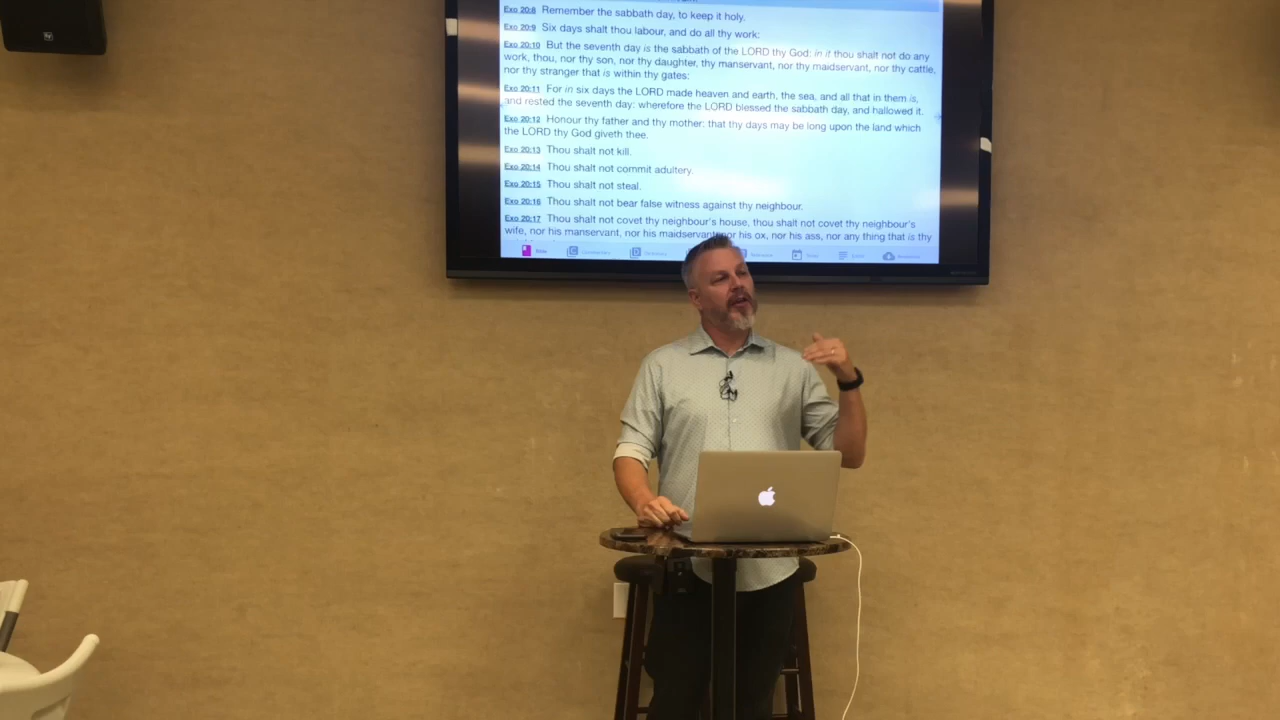 Exo 20:8 Remember the sabbath day, to keep it holy.
Exo 20:9 Six days shalt thou labour, and do all thy work:
Exo 20:10 But the seventh day is the sabbath of the LORD thy God: in it thou shalt not do any
work, thou, nor thy son, nor thy daughter, thy manservant, nor thy maidservant, nor thy cattle,
nor thy stranger that is within thy gates:
Exo 20:11 For in six days the LORD made heaven and earth, the sea, and all that in them is,
and rested the seventh day: wherefore the LORD blessed the sabbath day, and hallowed it.
Exo 20:12 Honour thy father and thy mother: that thy days may be long upon the land which
the LORD thy God giveth thee.
Exo 20:13 Thou shalt not kill.
Exo 20:14 Thou shalt not commit adultery.
Exo 20:15 Thou shalt not steal.
Exo 20:16 Thou shalt not bear false witness against thy neighbour.
Exo 20:17 Thou shalt not covet thy neighbour's house, thou shalt not covet thy neighbour's
wife, nor his manservant, nor his maidservant, nor his ox, nor his ass, nor any thing that is thy
Bible Commentary Dictionary